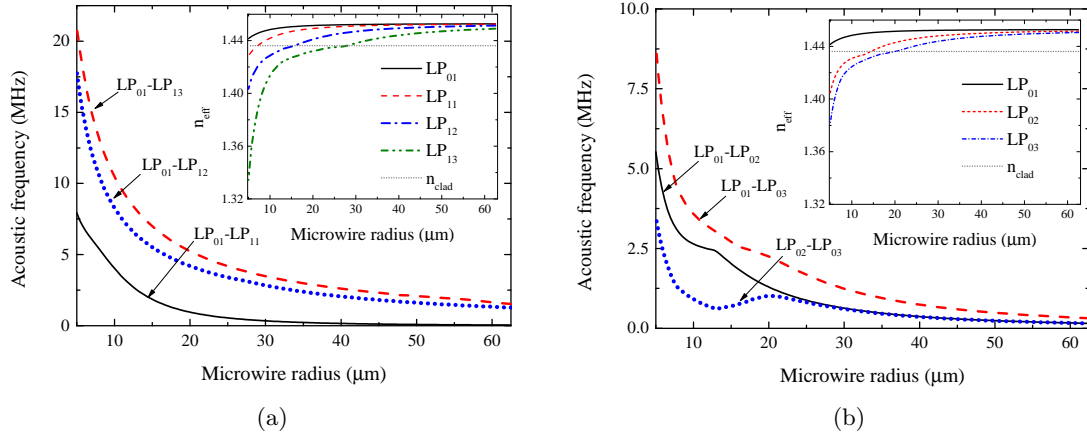 Acoustic frequency (MHz)
20
15
10
5
0
10 20 30 40 50 60
Microwire radius (μm)
LP01-LP13
LP01-LP12
LP01-LP11
neff
1.44
1.40
1.36
1.32
10 20 30 40 50 60
Microwire radius (μm)
LP01
LP11
LP12
LP13
nclad
(a)
Acoustic frequency (MHz)
10.0
7.5
5.0
2.5
0.0
10 20 30 40 50 60
Microwire radius (μm)
LP01-LP02
LP01-LP03
LP02-LP03
neff
1.44
1.40
1.36
1.32
10 20 30 40 50 60
Microwire radius (μm)
LP01
LP02
LP03
nclad
(b)